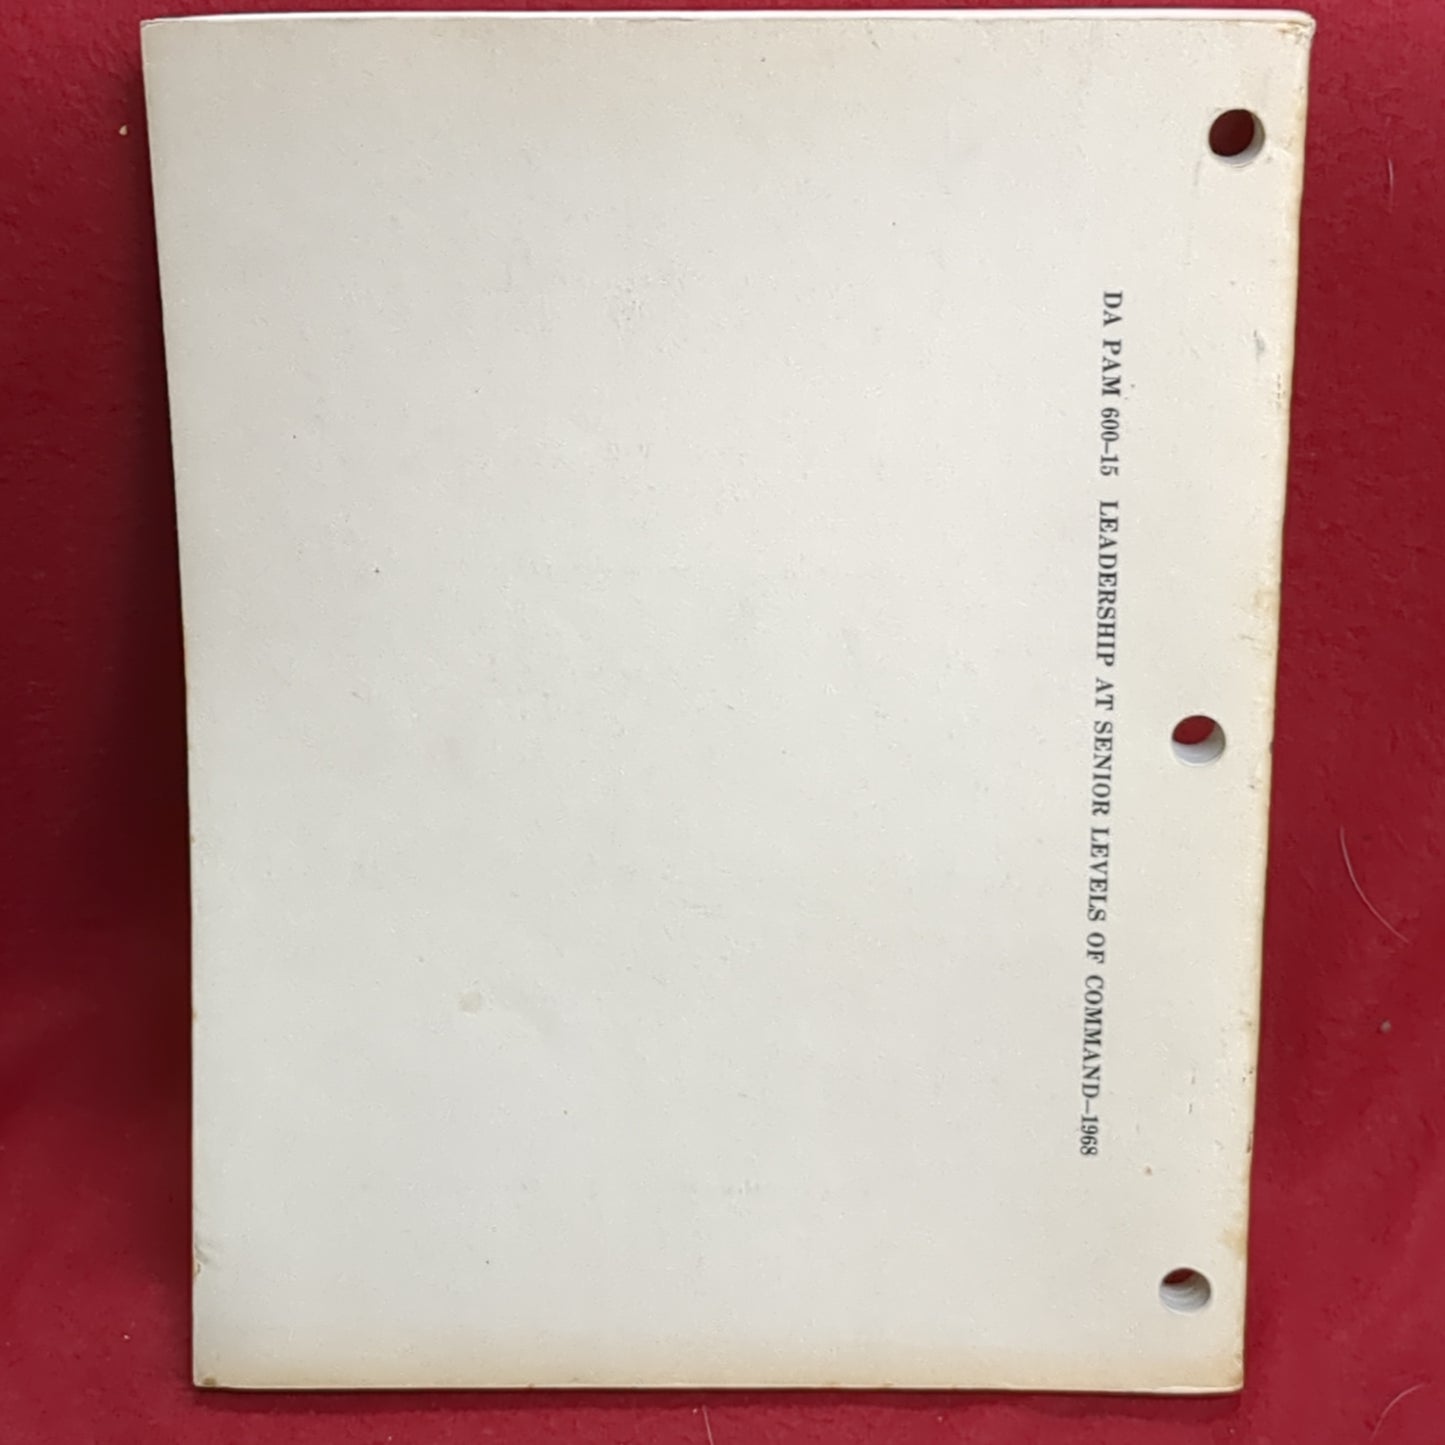 DA PAM 600–15 LEADERSHIP AT SENIOR LEVELS OF COMMAND–1968